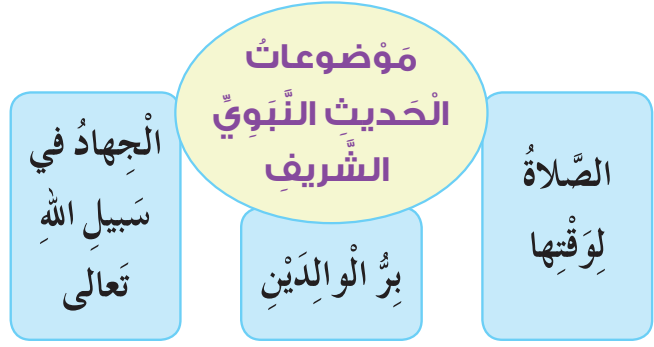 مَوْضوعاتُ
الْحَديثِ النَّبَوِيِّ
الشَّريفِ
الصَّلاةُ
لِوَقْتِها
بِرُّ الْوالِدَيْنِ
الْجِهادُ في
سَبيلِ اللهِ
تَعالى